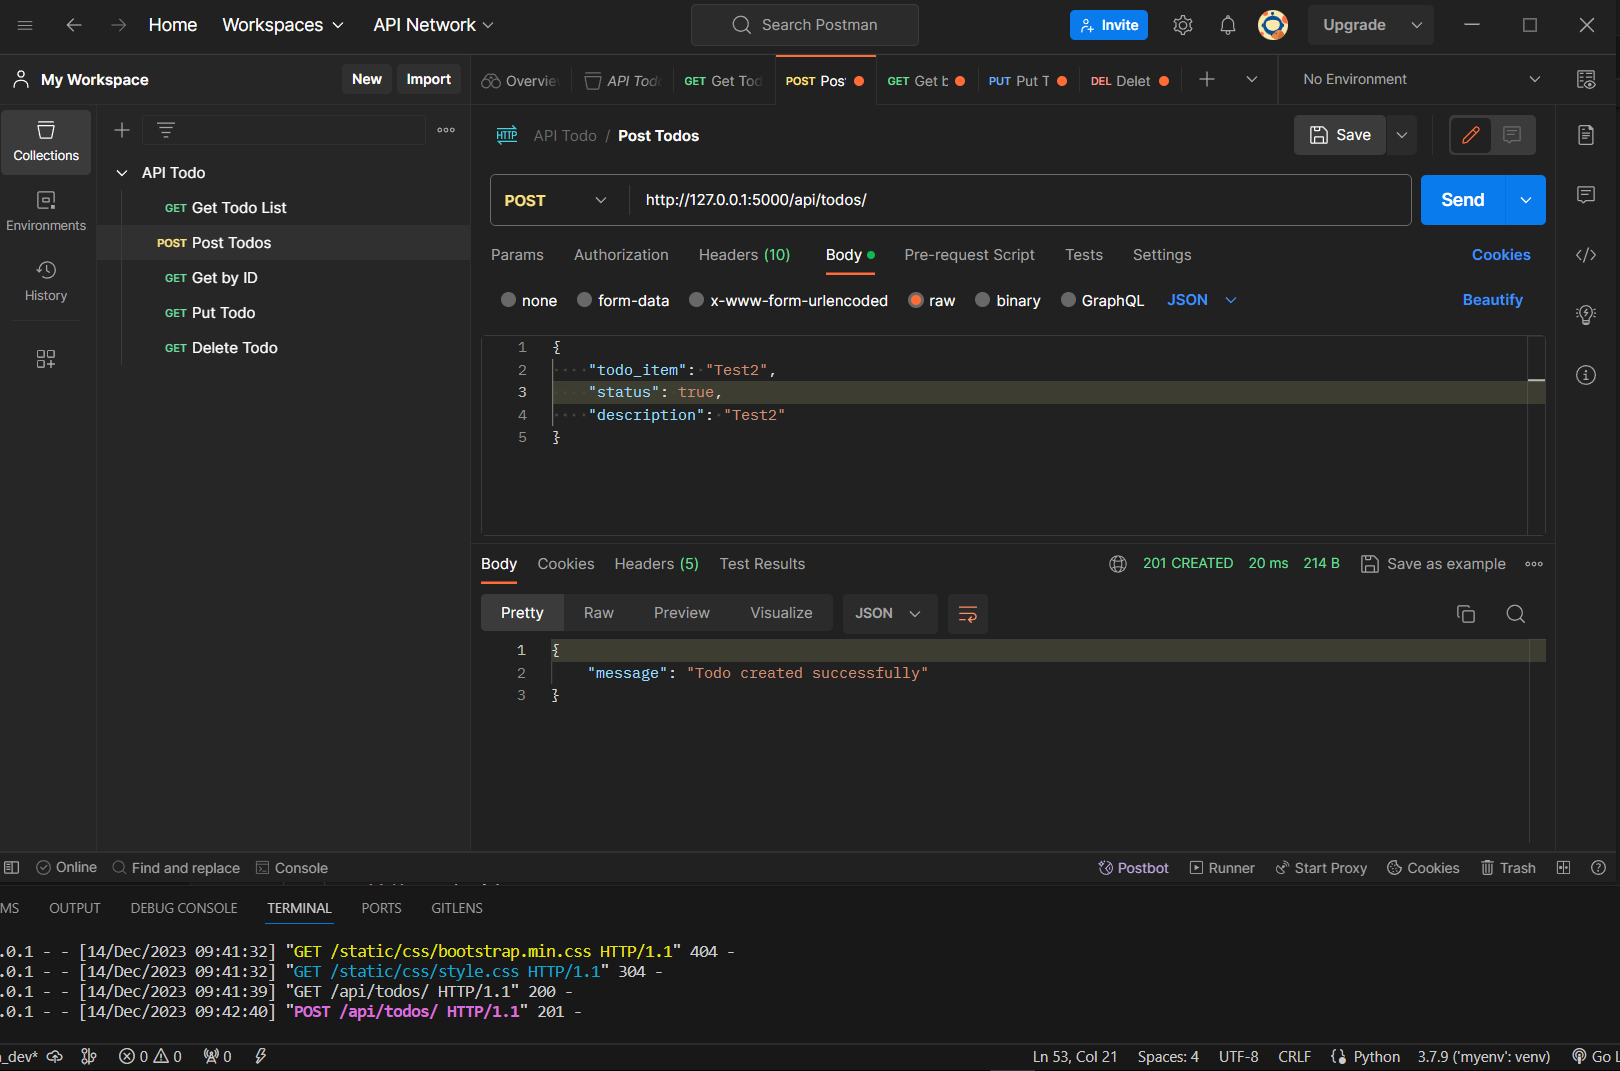 Home Workspaces API Network Search Postman Invite Upgrade
My Workspace New Import Overvie API Tod GET Get Tod POST Pos GET Get b PUT Put T DEL Delet No Environment
Collections
Environments
History
API Todo
GET Get Todo List
POST Post Todos
GET Get by ID
GET Put Todo
GET Delete Todo
HTTP API Todo / Post Todos Save
POST http://127.0.0.1:5000/api/todos/ Send
Params Authorization Headers (10) Body Pre-request Script Tests Settings Cookies
none form-data x-www-form-urlencoded raw binary GraphQL JSON Beautify
1 {
2 "todo_item": "Test2",
3 "status": true,
4 "description": "Test2"
5 }
Body Cookies Headers (5) Test Results 201 CREATED 20 ms 214 B Save as example
Pretty Raw Preview Visualize JSON
1 {
2 "message": "Todo created successfully"
3 }
Online Find and replace Console Postbot Runner Start Proxy Cookies Trash
MS OUTPUT DEBUG CONSOLE TERMINAL PORTS GITLENS
.0.1 - - [14/Dec/2023 09:41:32] "GET /static/css/bootstrap.min.css HTTP/1.1" 404 -
.0.1 - - [14/Dec/2023 09:41:32] "GET /static/css/style.css HTTP/1.1" 304 -
.0.1 - - [14/Dec/2023 09:41:39] "GET /api/todos/ HTTP/1.1" 200 -
.0.1 - - [14/Dec/2023 09:42:40] "POST /api/todos/ HTTP/1.1" 201 -
_dev* 0 0 0 Ln 53, Col 21 Spaces: 4 UTF-8 CRLF Python 3.7.9 ('myenv': venv) Go L